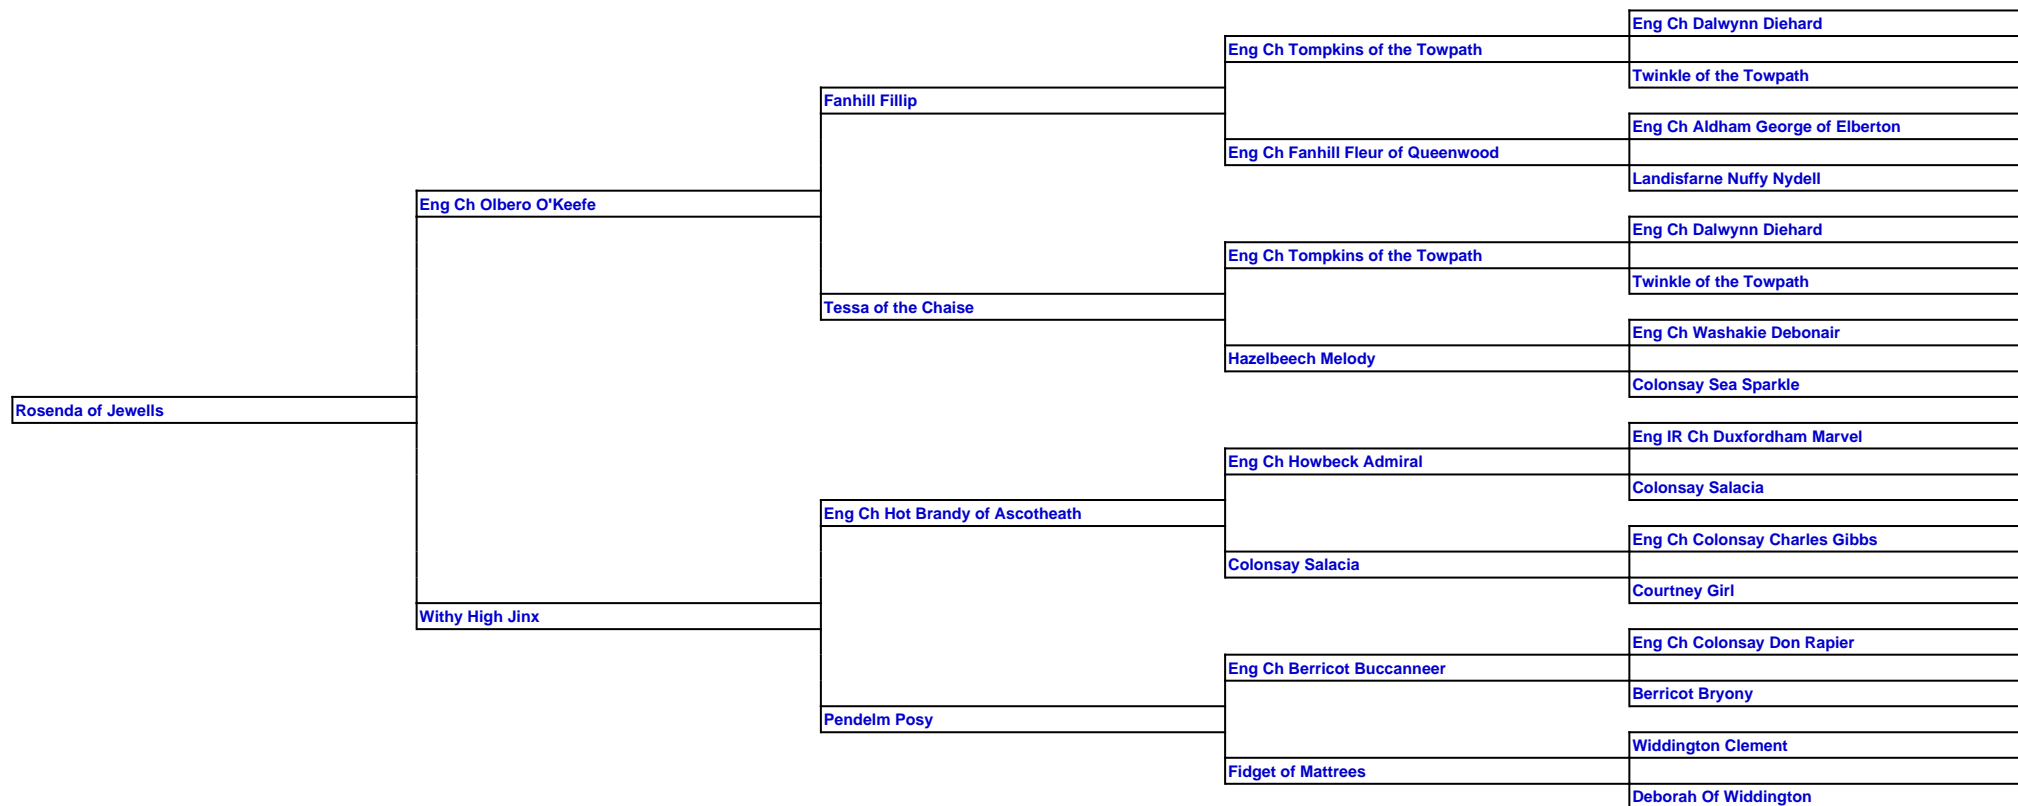 Eng Ch Dalwynn Diehard
Eng Ch Tompkins of the Towpath
Twinkle of the Towpath
Fanhill Fillip
Eng Ch Aldham George of Elberton
Eng Ch Fanhill Fleur of Queenwood
Landisfarne Nuffy Nydell
Eng Ch Olbero O'Keefe
Eng Ch Dalwynn Diehard
Eng Ch Tompkins of the Towpath
Twinkle of the Towpath
Tessa of the Chaise
Eng Ch Washakie Debonair
Hazelbeech Melody
Colonsay Sea Sparkle
Rosenda of Jewells
Eng IR Ch Duxfordham Marvel
Eng Ch Howbeck Admiral
Colonsay Salacia
Eng Ch Hot Brandy of Ascotheath
Eng Ch Colonsay Charles Gibbs
Colonsay Salacia
Courtney Girl
Withy High Jinx
Eng Ch Colonsay Don Rapier
Eng Ch Berricot Buccanneer
Berricot Bryony
Pendelm Posy
Widdington Clement
Fidget of Mattrees
Deborah Of Widdington